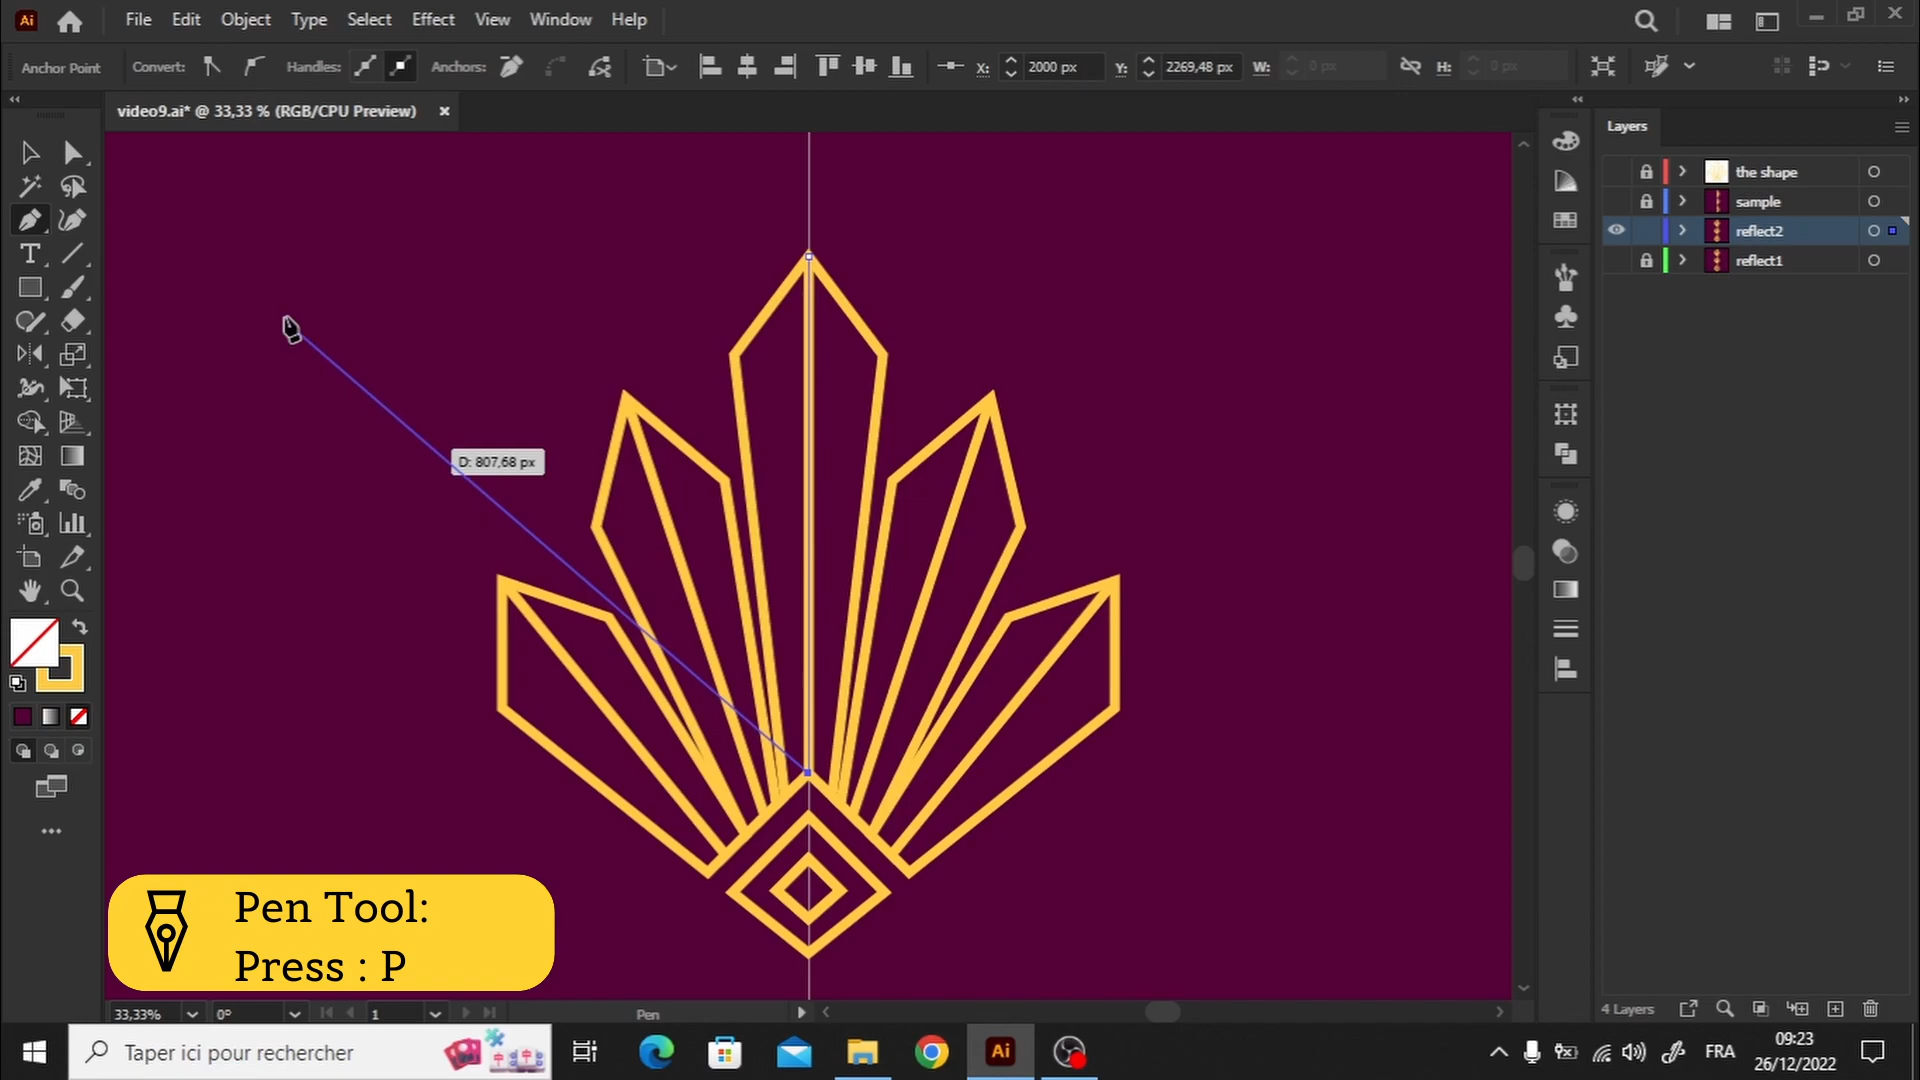 Ai File Edit Object Type Select Effect View Window Help
Anchor Point Convert: Handles: Anchors: X: 2000 px Y: 2269,48 px W: 0 px H: 0 px
video9.ai* @ 33,33 % (RGB/CPU Preview)
Layers
the shape
sample
reflect2
reflect1
D: 807,68 px
Pen Tool:
Press : P
33,33% 0° 1 Pen
4 Layers
Taper ici pour rechercher
Ai
FRA
09:23
26/12/2022